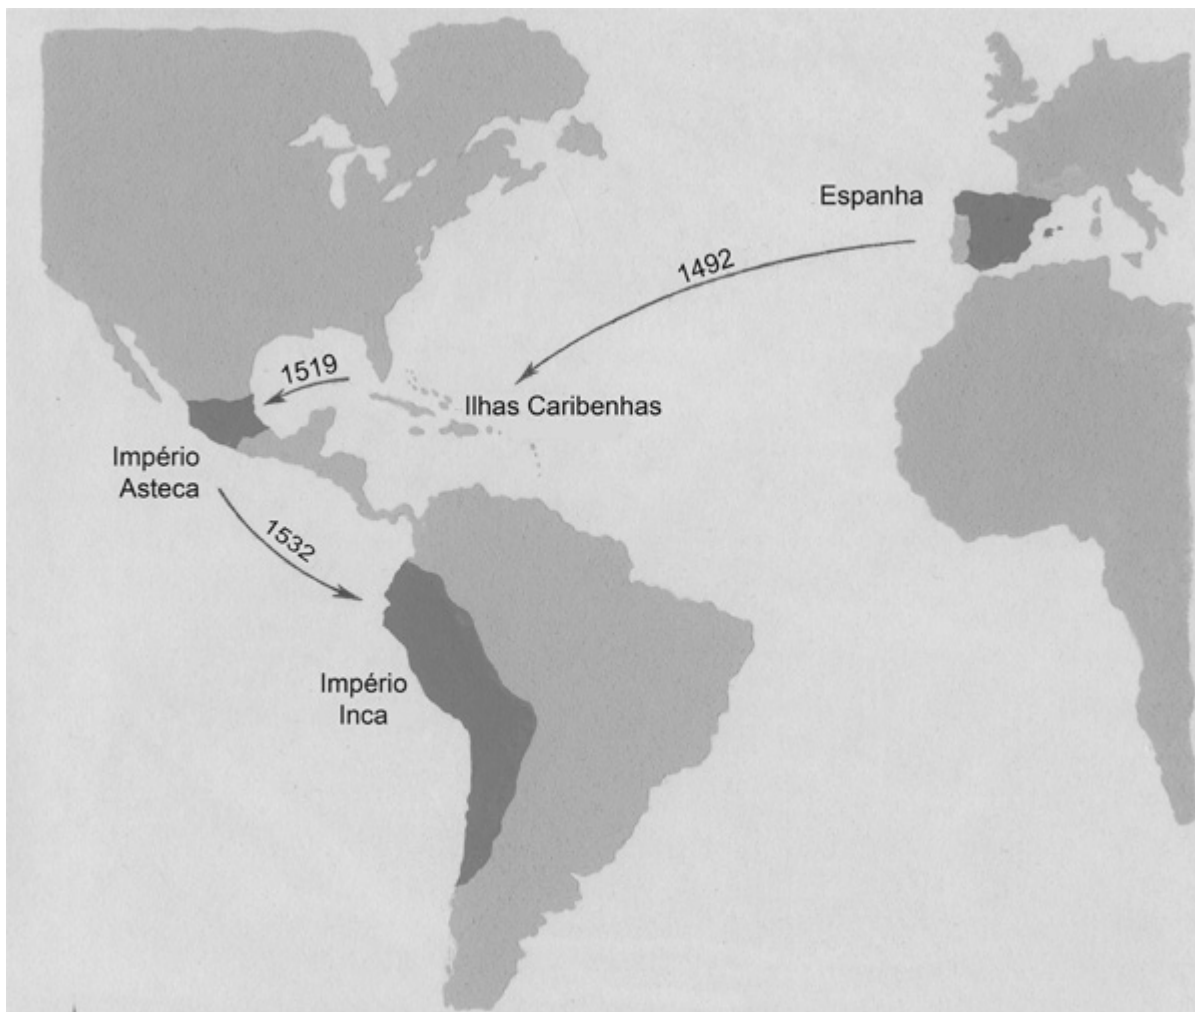 Espanha
1492
1519
Ilhas Caribenhas
Império
Asteca
1532
Império
Inca